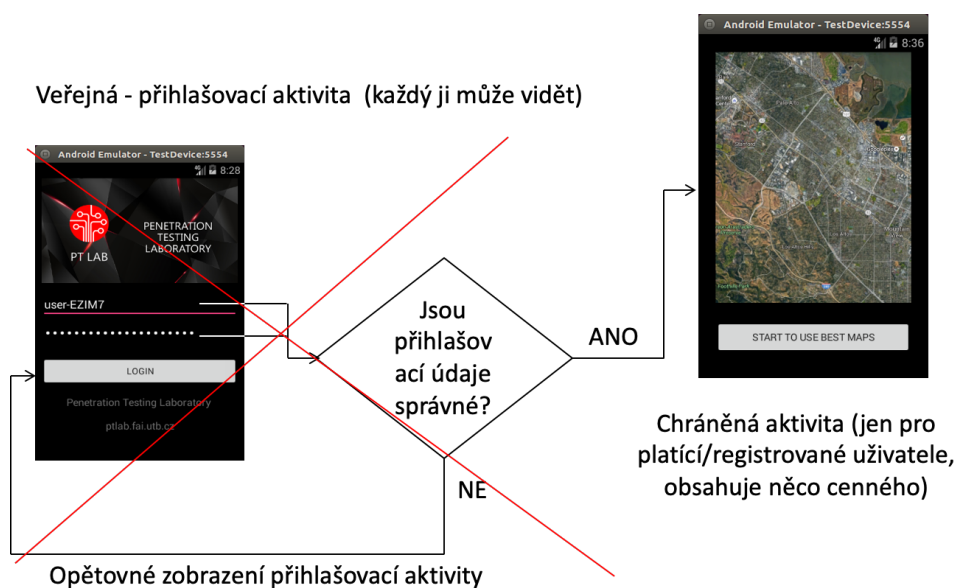 Android Emulator - TestDevice:5554
4G 8:36
Veřejná - přihlašovací aktivita (každý ji může vidět)
Android Emulator - TestDevice:5554
4G 8:28
PENETRATION
TESTING
LABORATORY
PT LAB
user-EZIM7
LOGIN
Penetration Testing Laboratory
ptlab.fai.utb.cz
Jsou
přihlašov
ací údaje
správné?
ANO
NE
START TO USE BEST MAPS
Chráněná aktivita (jen pro
platící/registrované uživatele,
obsahuje něco cenného)
Opětovné zobrazení přihlašovací aktivity